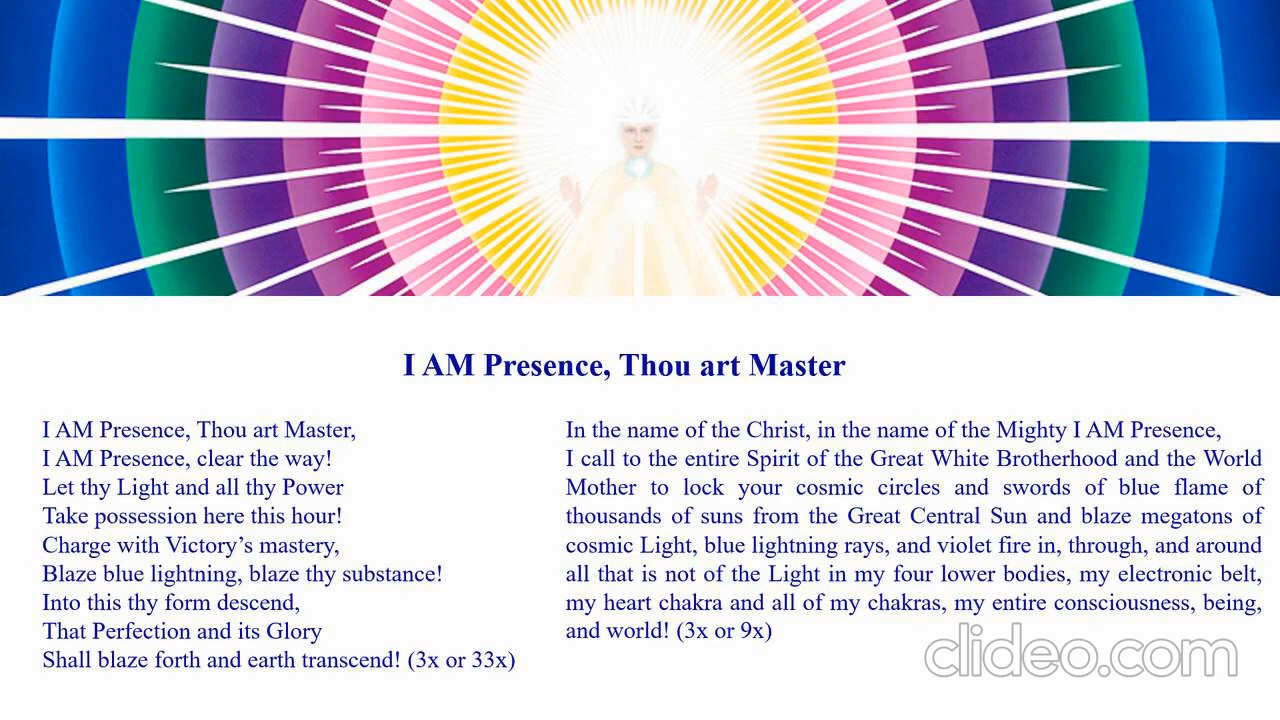 I AM Presence, Thou art Master
I AM Presence, Thou art Master,
I AM Presence, clear the way!
Let thy Light and all thy Power
Take possession here this hour!
Charge with Victory’s mastery,
Blaze blue lightning, blaze thy substance!
Into this thy form descend,
That Perfection and its Glory
Shall blaze forth and earth transcend! (3x or 33x)
In the name of the Christ, in the name of the Mighty I AM Presence,
I call to the entire Spirit of the Great White Brotherhood and the World
Mother to lock your cosmic circles and swords of blue flame of
thousands of suns from the Great Central Sun and blaze megatons of
cosmic Light, blue lightning rays, and violet fire in, through, and around
all that is not of the Light in my four lower bodies, my electronic belt,
my heart chakra and all of my chakras, my entire consciousness, being,
and world! (3x or 9x)
clideo.com